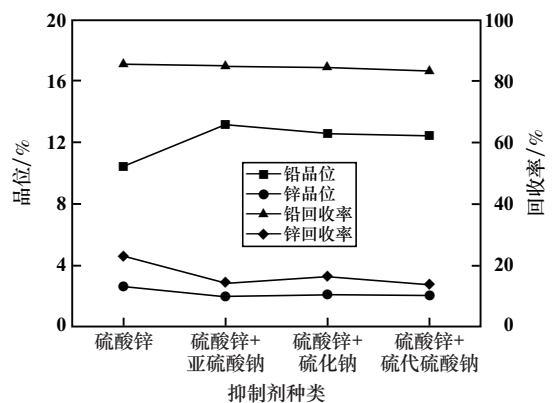 20
16
12
8
4
0
品位/%
100
80
60
40
20
0
回收率/%
铅品位
锌品位
铅回收率
锌回收率
硫酸锌
硫酸锌+
亚硫酸钠
硫酸锌+
硫化钠
硫酸锌+
硫代硫酸钠
抑制剂种类